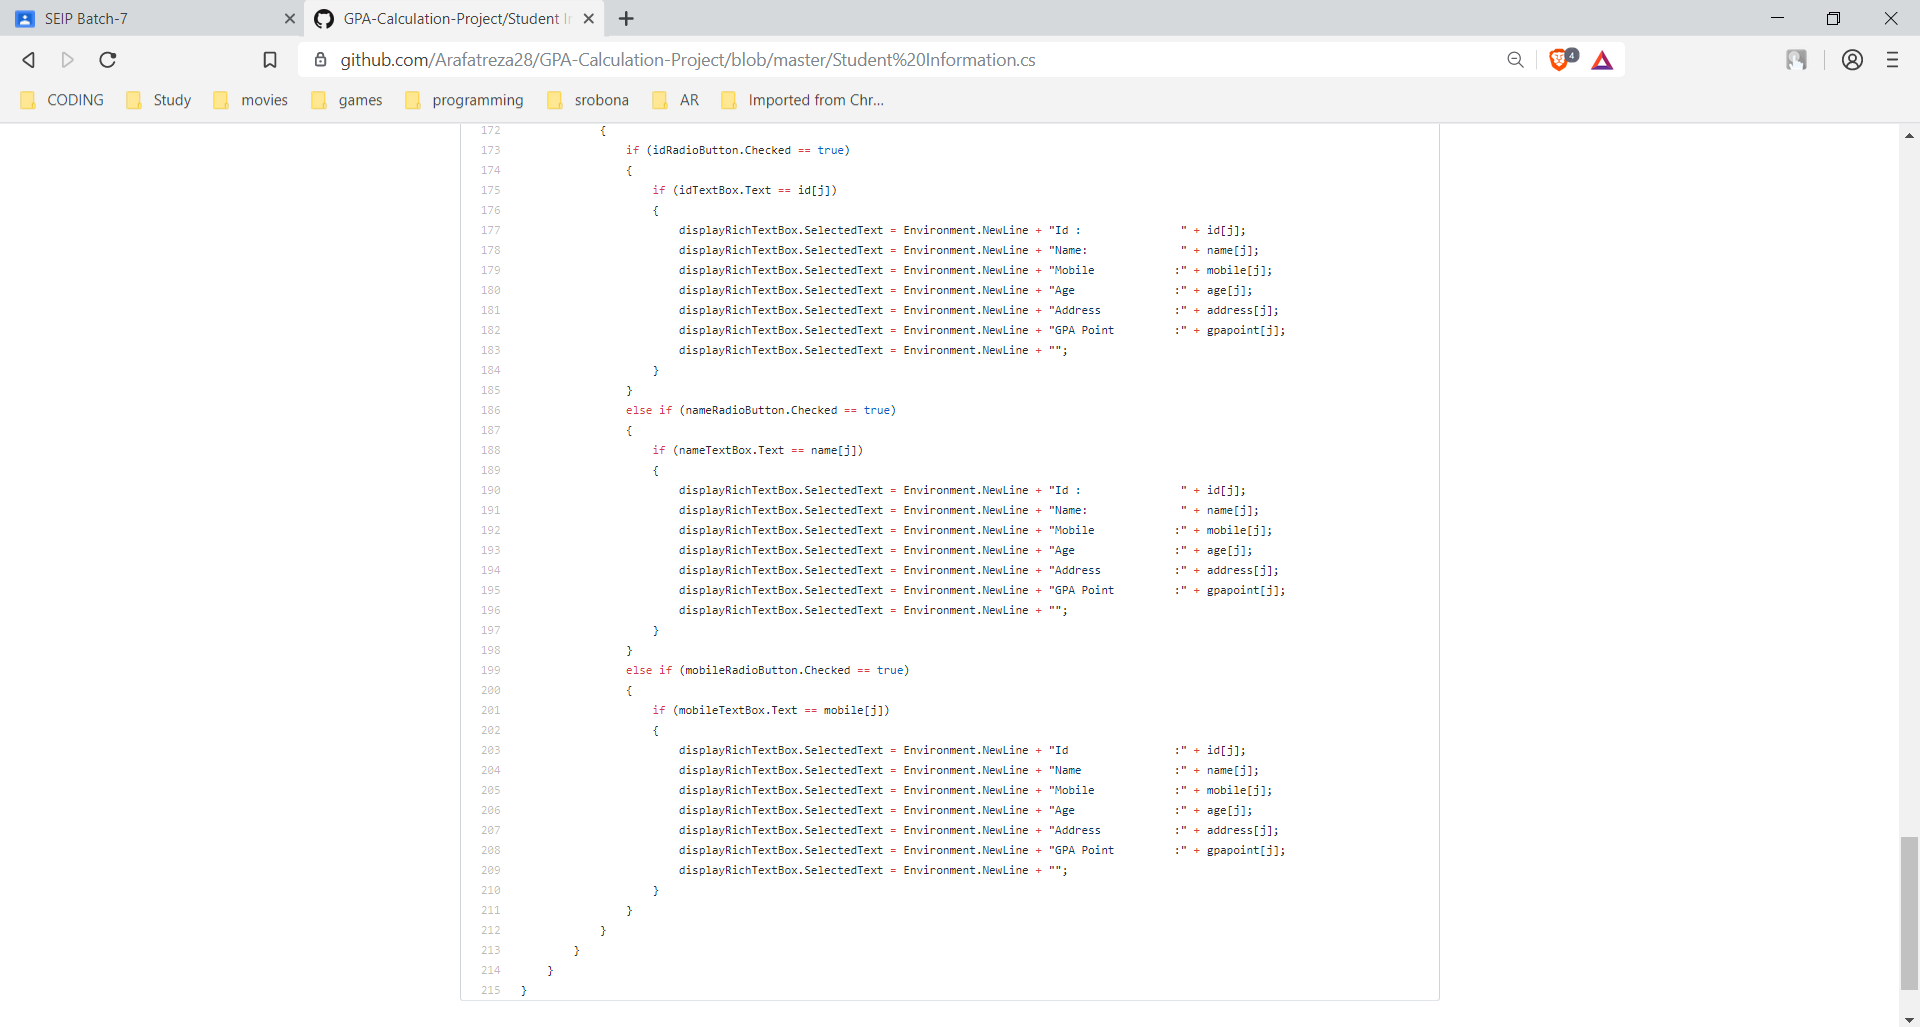 SEIP Batch-7
GPA-Calculation-Project/Student I
github.com/Arafatreza28/GPA-Calculation-Project/blob/master/Student%20Information.cs
4
CODING Study movies games programming srobona AR Imported from Chr...
172 {
173 if (idRadioButton.Checked == true)
174 {
175 if (idTextBox.Text == id[j])
176 {
177 displayRichTextBox.SelectedText = Environment.NewLine + "Id :               " + id[j];
178 displayRichTextBox.SelectedText = Environment.NewLine + "Name:              " + name[j];
179 displayRichTextBox.SelectedText = Environment.NewLine + "Mobile            :" + mobile[j];
180 displayRichTextBox.SelectedText = Environment.NewLine + "Age               :" + age[j];
181 displayRichTextBox.SelectedText = Environment.NewLine + "Address           :" + address[j];
182 displayRichTextBox.SelectedText = Environment.NewLine + "GPA Point         :" + gpapoint[j];
183 displayRichTextBox.SelectedText = Environment.NewLine + "";
184 }
185 }
186 else if (nameRadioButton.Checked == true)
187 {
188 if (nameTextBox.Text == name[j])
189 {
190 displayRichTextBox.SelectedText = Environment.NewLine + "Id :               " + id[j];
191 displayRichTextBox.SelectedText = Environment.NewLine + "Name:              " + name[j];
192 displayRichTextBox.SelectedText = Environment.NewLine + "Mobile            :" + mobile[j];
193 displayRichTextBox.SelectedText = Environment.NewLine + "Age               :" + age[j];
194 displayRichTextBox.SelectedText = Environment.NewLine + "Address           :" + address[j];
195 displayRichTextBox.SelectedText = Environment.NewLine + "GPA Point         :" + gpapoint[j];
196 displayRichTextBox.SelectedText = Environment.NewLine + "";
197 }
198 }
199 else if (mobileRadioButton.Checked == true)
200 {
201 if (mobileTextBox.Text == mobile[j])
202 {
203 displayRichTextBox.SelectedText = Environment.NewLine + "Id                :" + id[j];
204 displayRichTextBox.SelectedText = Environment.NewLine + "Name              :" + name[j];
205 displayRichTextBox.SelectedText = Environment.NewLine + "Mobile            :" + mobile[j];
206 displayRichTextBox.SelectedText = Environment.NewLine + "Age               :" + age[j];
207 displayRichTextBox.SelectedText = Environment.NewLine + "Address           :" + address[j];
208 displayRichTextBox.SelectedText = Environment.NewLine + "GPA Point         :" + gpapoint[j];
209 displayRichTextBox.SelectedText = Environment.NewLine + "";
210 }
211 }
212 }
213 }
214 }
215 }